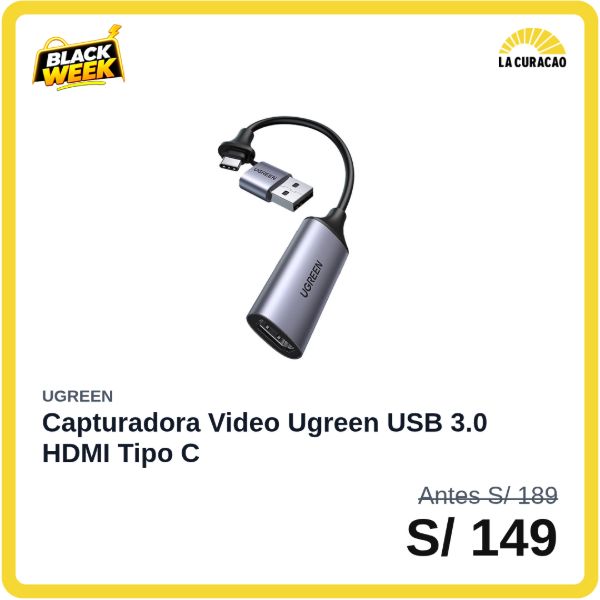 BLACK
WEEK
LA CURACAO
UGREEN
UGREEN
UGREEN
Capturadora Video Ugreen USB 3.0
HDMI Tipo C
Antes S/ 189
S/ 149